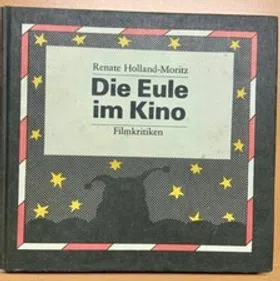 Renate Holland-Moritz
Die Eule
im Kino
Filmkritiken